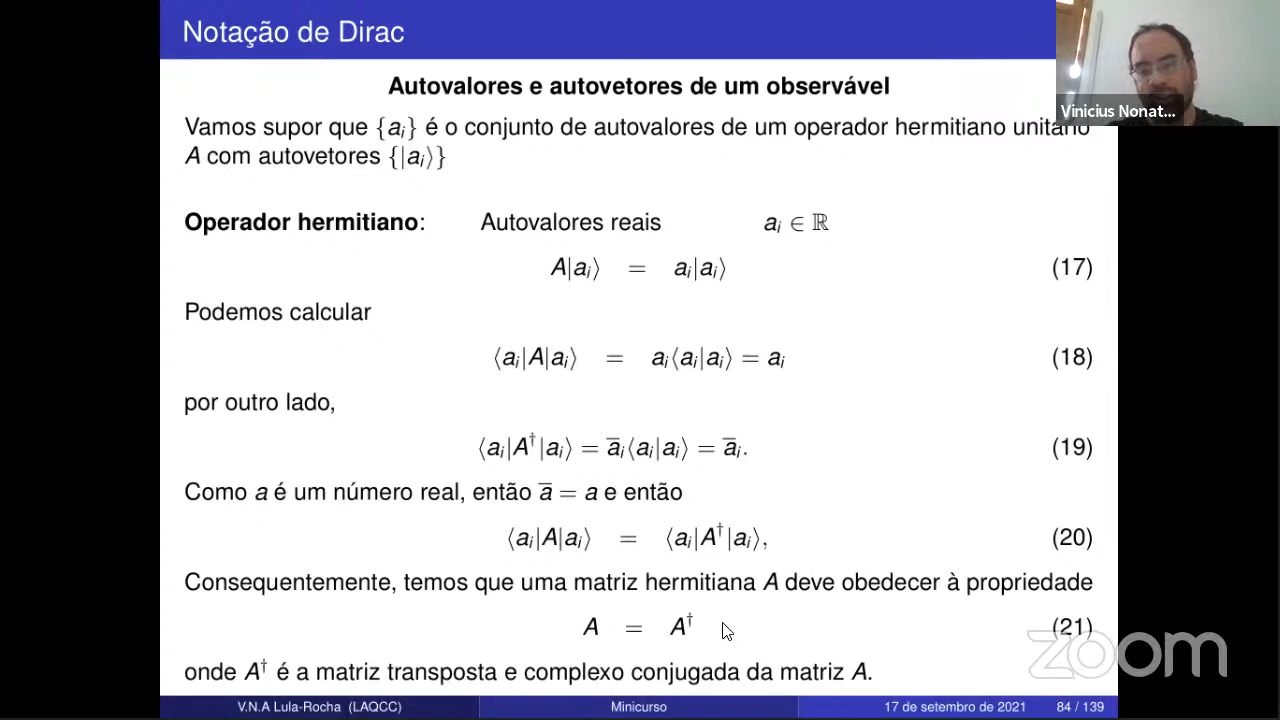 Notação de Dirac
Autovalores e autovetores de um observável
Vinicius Nonat...
Vamos supor que {aᵢ} é o conjunto de autovalores de um operador hermitiano unitário
A com autovetores {|aᵢ⟩}
Operador hermitiano: Autovalores reais aᵢ ∈ ℝ
A|aᵢ⟩ = aᵢ|aᵢ⟩ (17)
Podemos calcular
⟨aᵢ|A|aᵢ⟩ = aᵢ⟨aᵢ|aᵢ⟩ = aᵢ (18)
por outro lado,
⟨aᵢ|A†|aᵢ⟩ = a̅ᵢ⟨aᵢ|aᵢ⟩ = a̅ᵢ. (19)
Como a é um número real, então a̅ = a e então
⟨aᵢ|A|aᵢ⟩ = ⟨aᵢ|A†|aᵢ⟩, (20)
Consequentemente, temos que uma matriz hermitiana A deve obedecer à propriedade
A = A† (21)
zoom
onde A† é a matriz transposta e complexo conjugada da matriz A.
V.N.A Lula-Rocha (LAQCC) Minicurso 17 de setembro de 2021 84 / 139